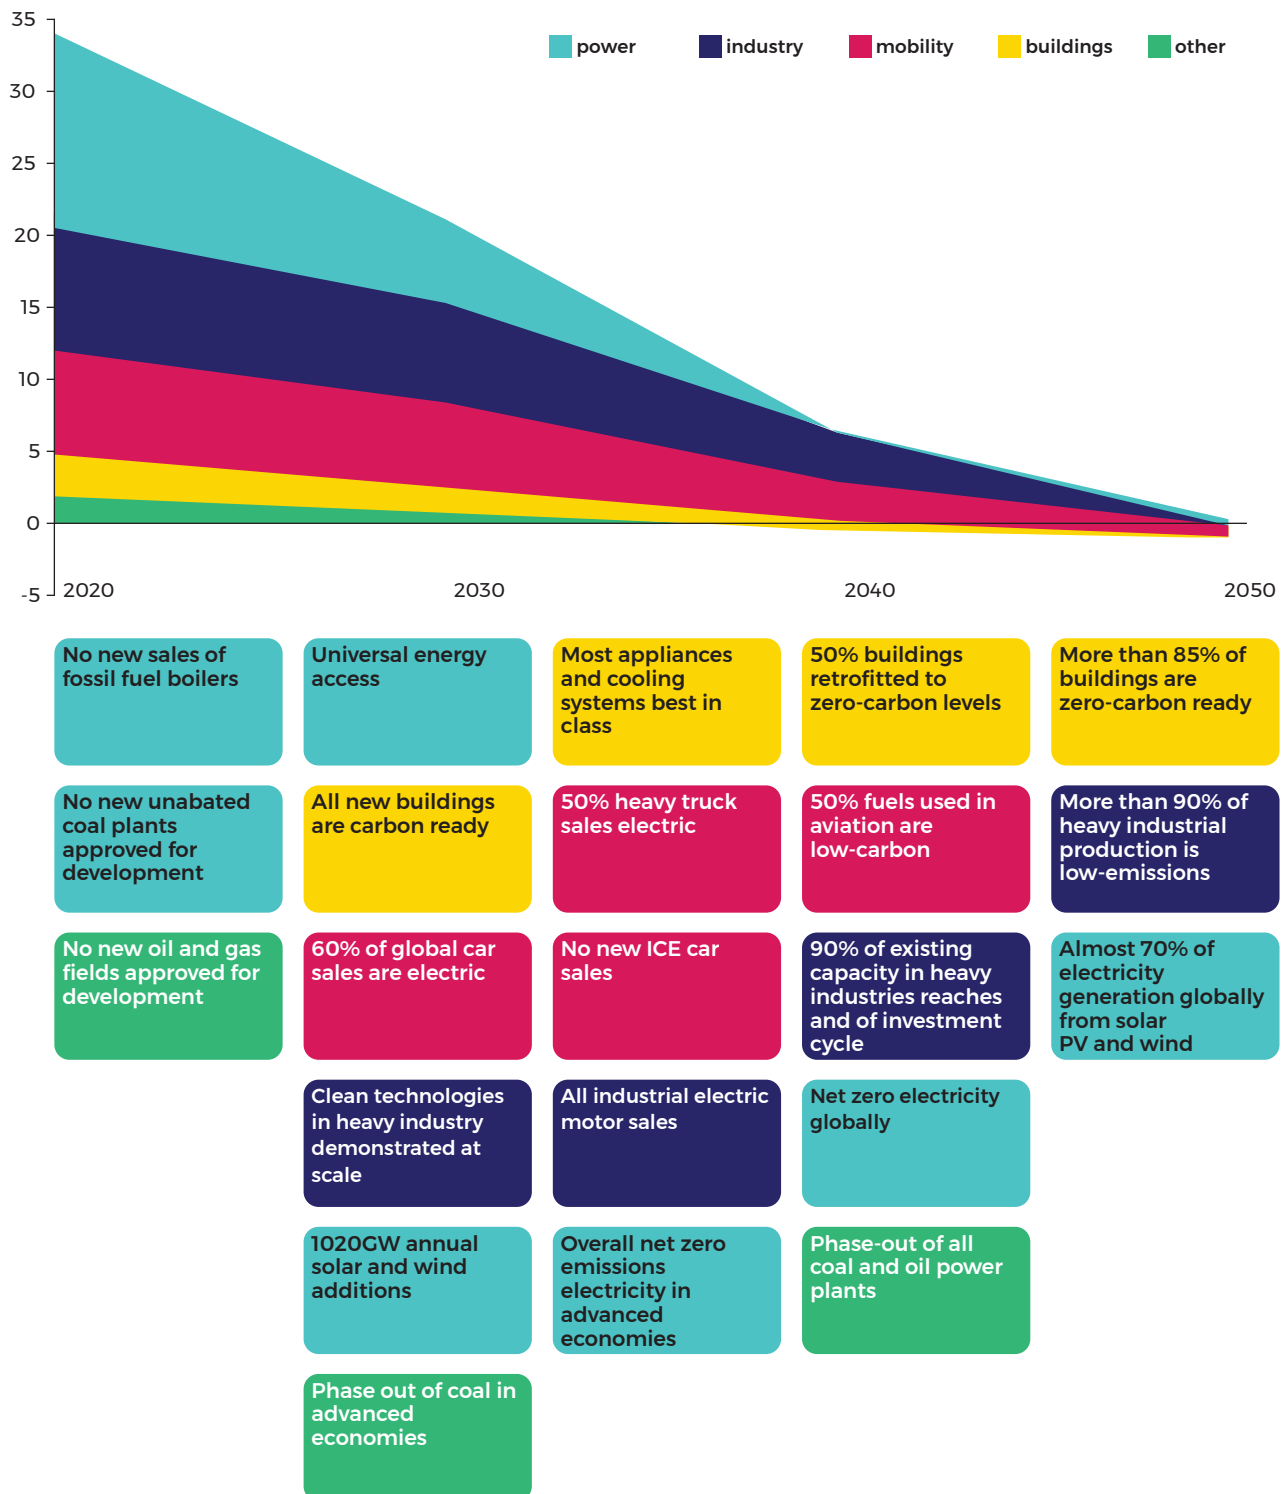 35
power
industry
mobility
buildings
other
30
25
20
15
10
5
0
-5
2020
2030
2040
2050
No new sales of
fossil fuel boilers
Universal energy
access
Most appliances
and cooling
systems best in
class
50% buildings
retrofitted to
zero-carbon levels
More than 85% of
buildings are
zero-carbon ready
No new unabated
coal plants
approved for
development
All new buildings
are carbon ready
50% heavy truck
sales electric
50% fuels used in
aviation are
low-carbon
More than 90% of
heavy industrial
production is
low-emissions
No new oil and gas
fields approved for
development
60% of global car
sales are electric
No new ICE car
sales
90% of existing
capacity in heavy
industries reaches
and of investment
cycle
Almost 70% of
electricity
generation globally
from solar
PV and wind
Clean technologies
in heavy industry
demonstrated at
scale
All industrial electric
motor sales
Net zero electricity
globally
1020GW annual
solar and wind
additions
Overall net zero
emissions
electricity in
advanced
economies
Phase-out of all
coal and oil power
plants
Phase out of coal in
advanced
economies